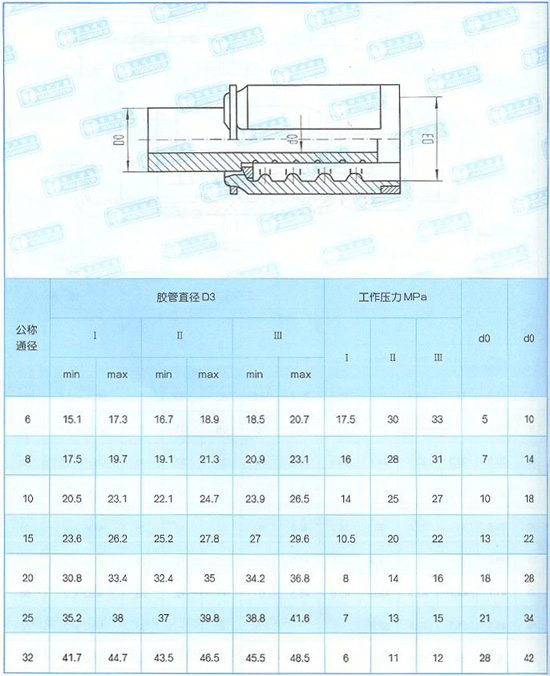 D0
d0
D3
公称
通径
胶管直径D3
工作压力MPa
d0
d0
Ⅰ
Ⅱ
Ⅲ
Ⅰ
Ⅱ
Ⅲ
min
max
min
max
min
max
6 15.1 17.3 16.7 18.9 18.5 20.7 17.5 30 33 5 10
8 17.5 19.7 19.1 21.3 20.9 23.1 16 28 31 7 14
10 20.5 23.1 22.1 24.7 23.9 26.5 14 25 27 10 18
15 23.6 26.2 25.2 27.8 27 29.6 10.5 20 22 13 22
20 30.8 33.4 32.4 35 34.2 36.8 8 14 16 18 28
25 35.2 38 37 39.8 38.8 41.6 7 13 15 21 34
32 41.7 44.7 43.5 46.5 45.5 48.5 6 11 12 28 42